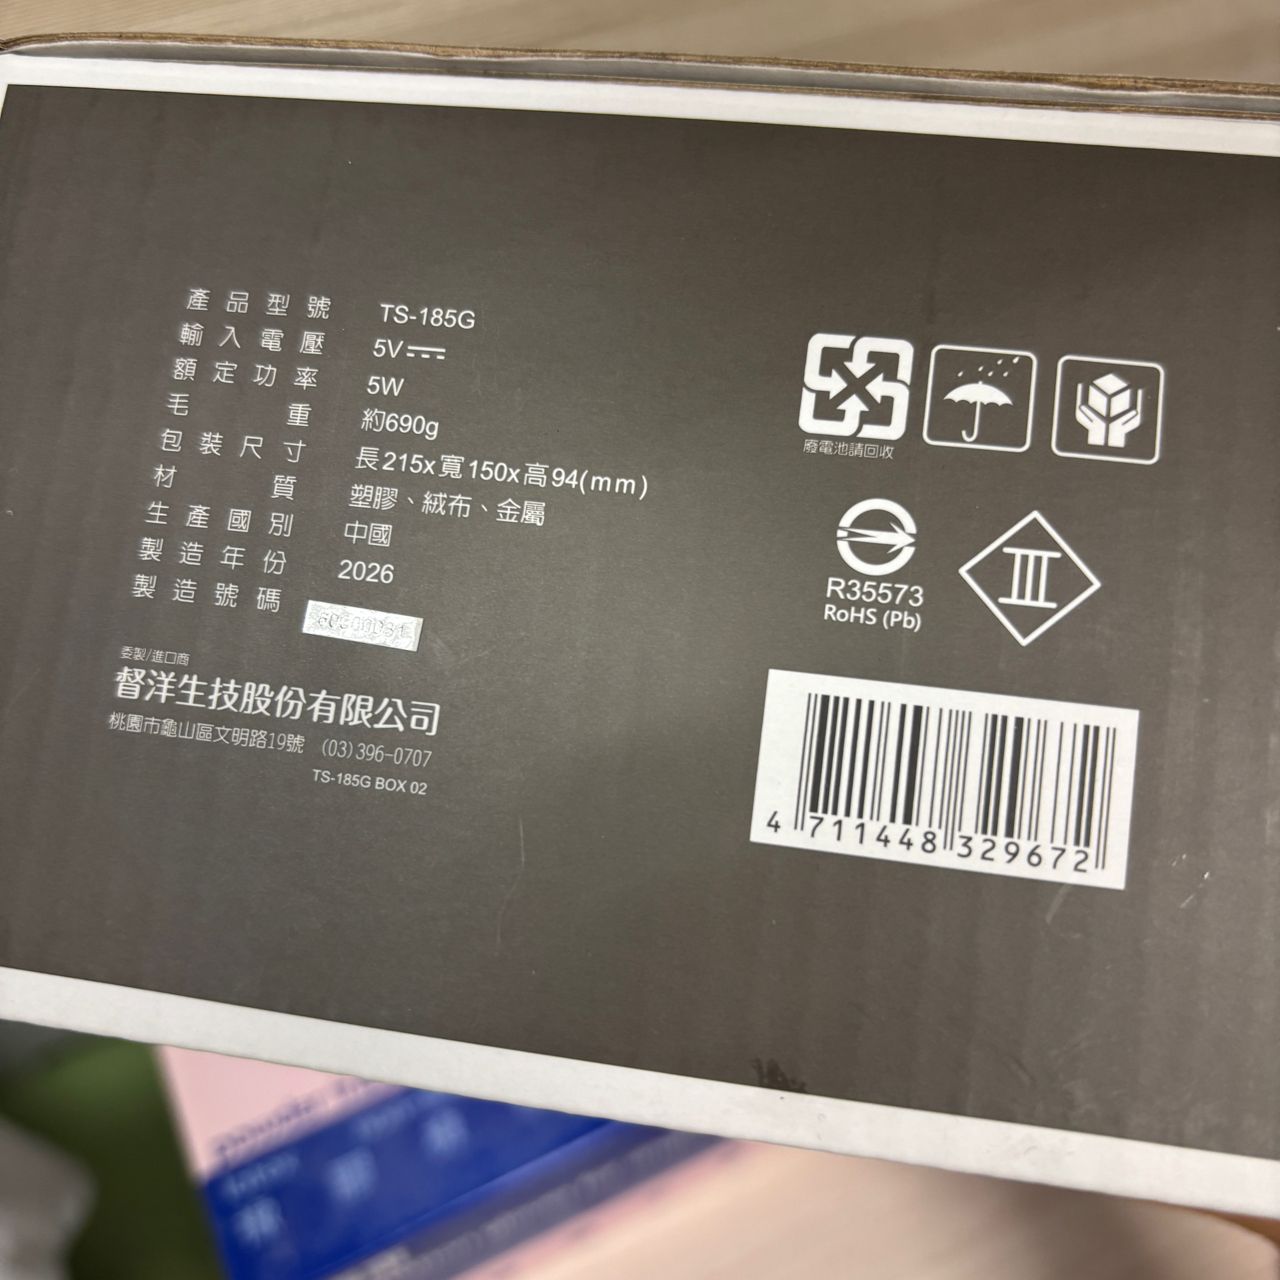 產品型號 TS-185G
輸入電壓 5V
額定功率 5W
毛重 約690g
包裝尺寸 長215x寬150x高94(mm)
材質 塑膠、絨布、金屬
生產國別 中國
製造年份 2026
製造號碼
委製/進口商
督洋生技股份有限公司
桃園市龜山區文明路19號 (03)396-0707
TS-185G BOX 02
廢電池請回收
R35573
RoHS (Pb)
III
4 711448 329672